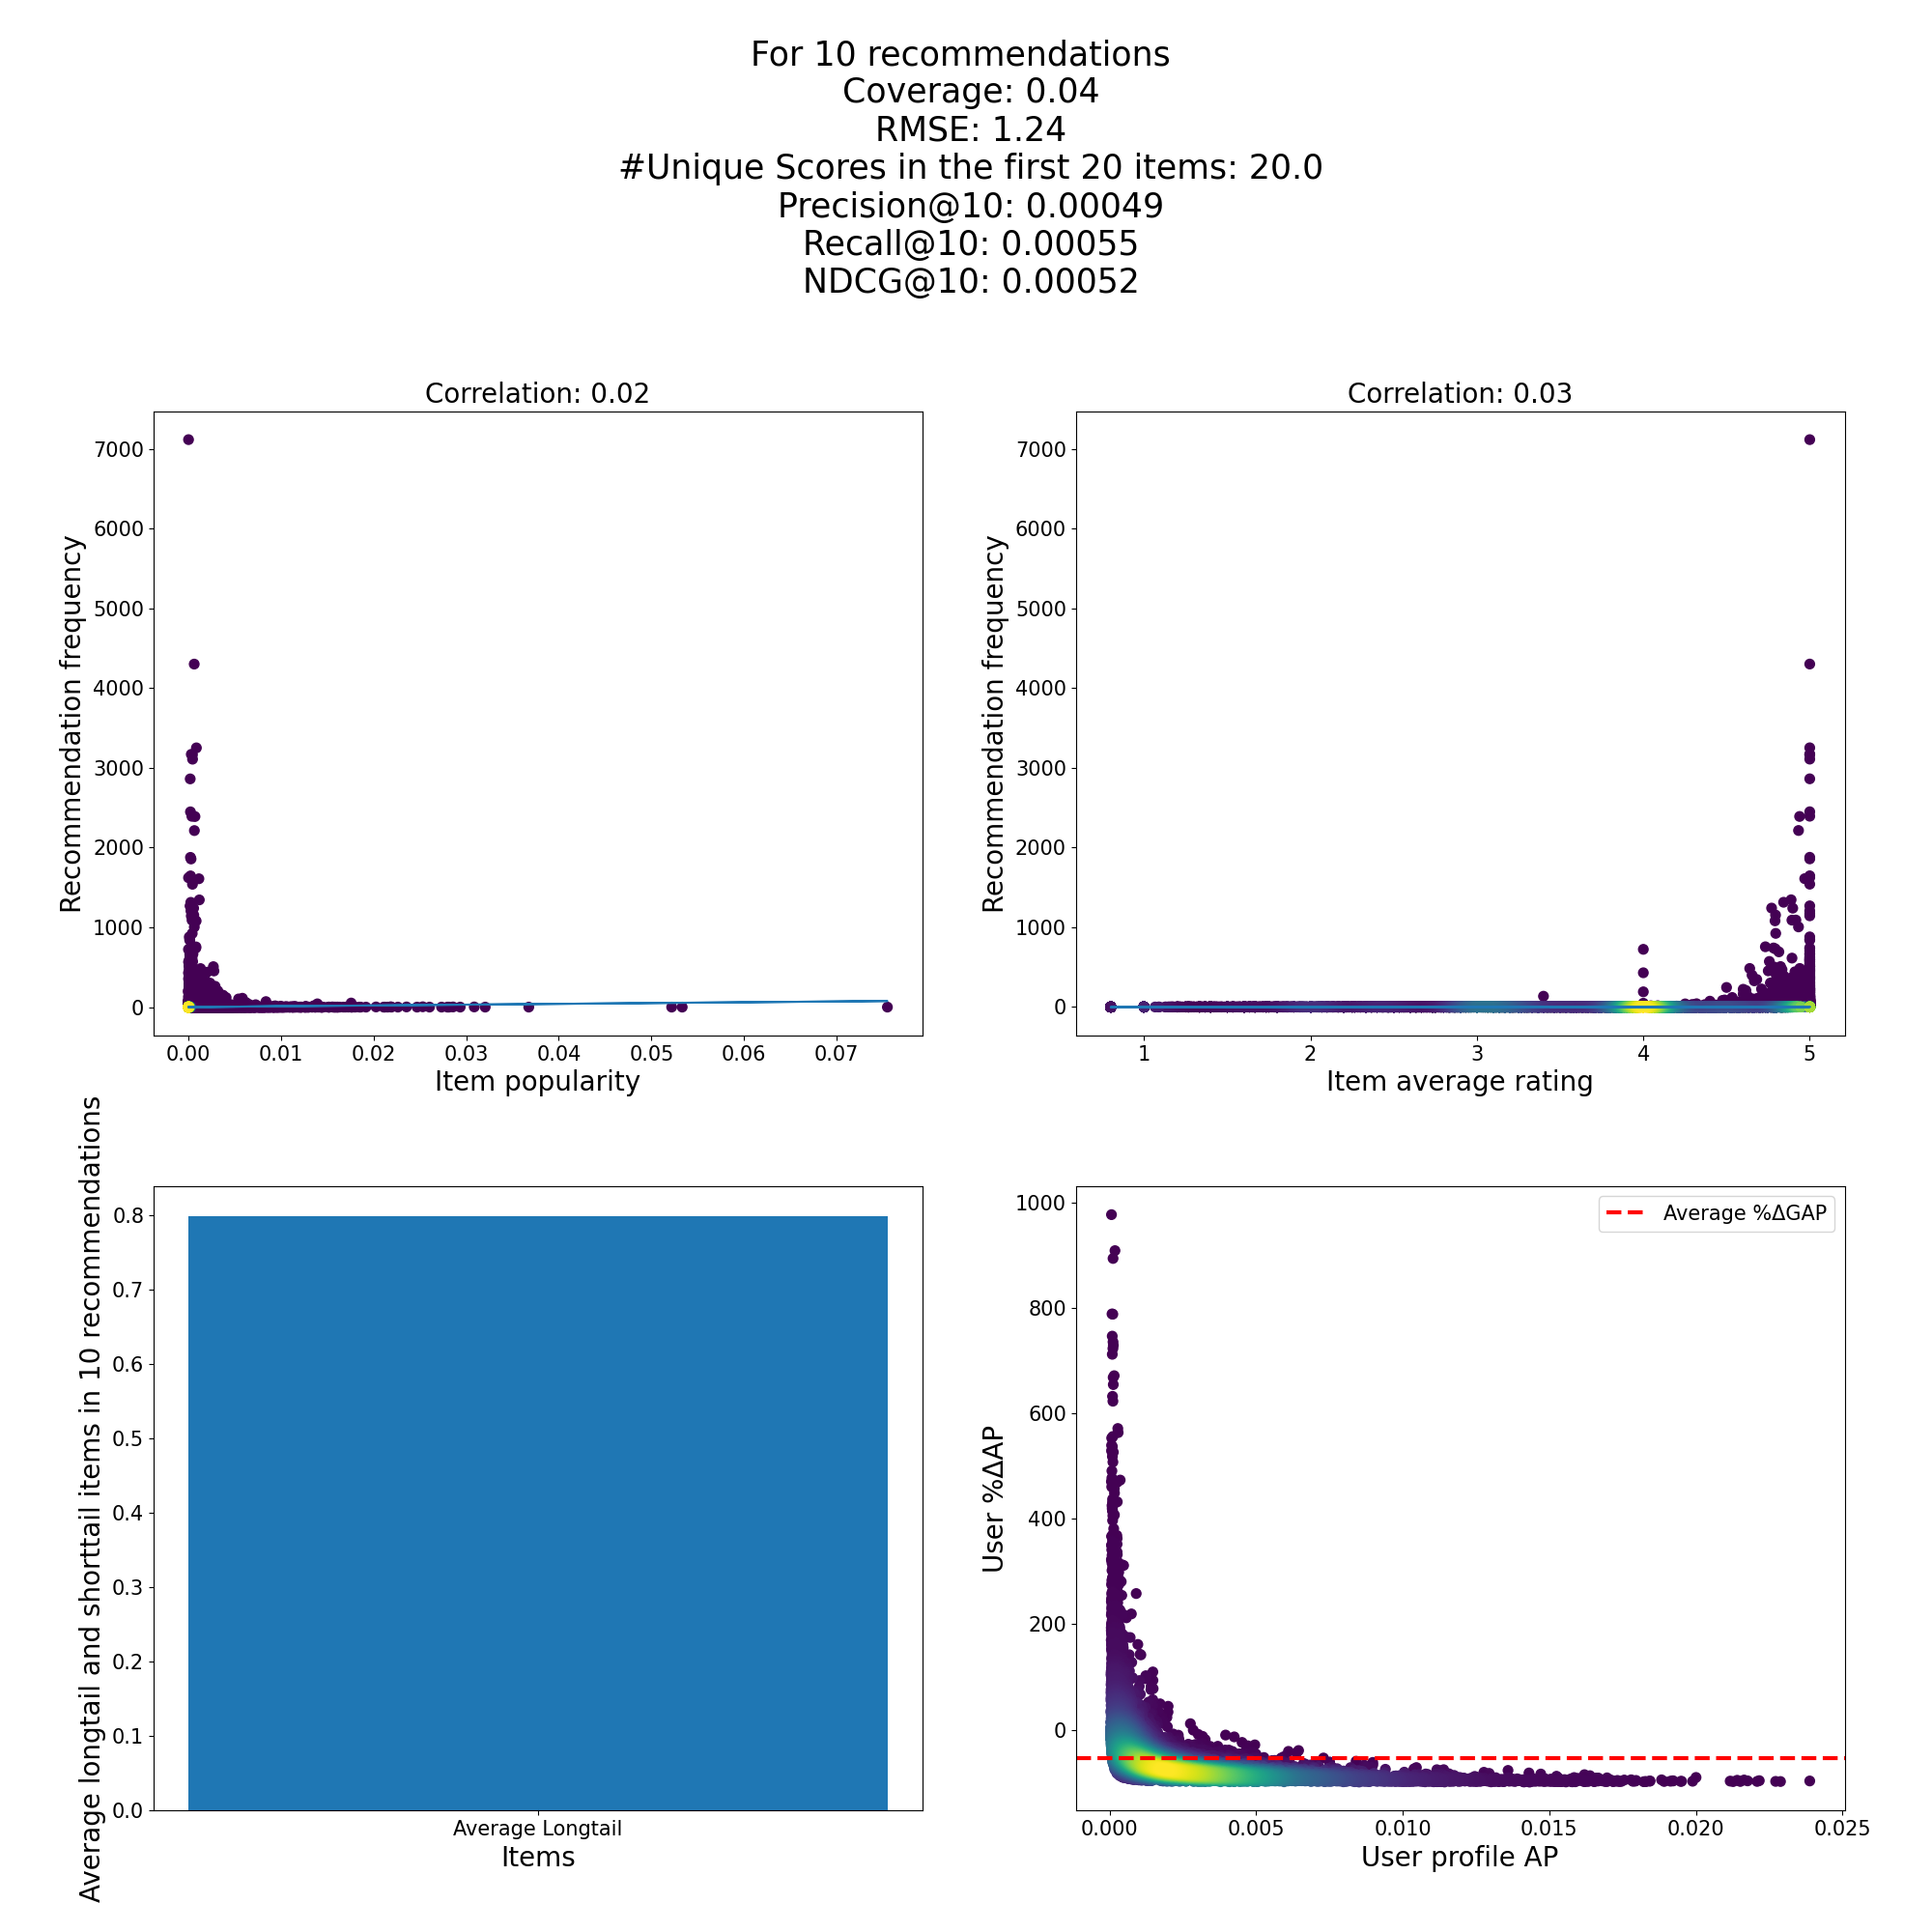 For 10 recommendations
Coverage: 0.04
RMSE: 1.24
#Unique Scores in the first 20 items: 20.0
Precision@10: 0.00049
Recall@10: 0.00055
NDCG@10: 0.00052
Correlation: 0.02
Recommendation frequency
7000
6000
5000
4000
3000
2000
1000
0
0.00 0.01 0.02 0.03 0.04 0.05 0.06 0.07
Item popularity
Correlation: 0.03
Recommendation frequency
7000
6000
5000
4000
3000
2000
1000
0
1 2 3 4 5
Item average rating
Average longtail and shorttail items in 10 recommendations
0.8
0.7
0.6
0.5
0.4
0.3
0.2
0.1
0.0
Average Longtail
Items
User %ΔAP
1000
800
600
400
200
0
Average %ΔGAP
0.000 0.005 0.010 0.015 0.020 0.025
User profile AP